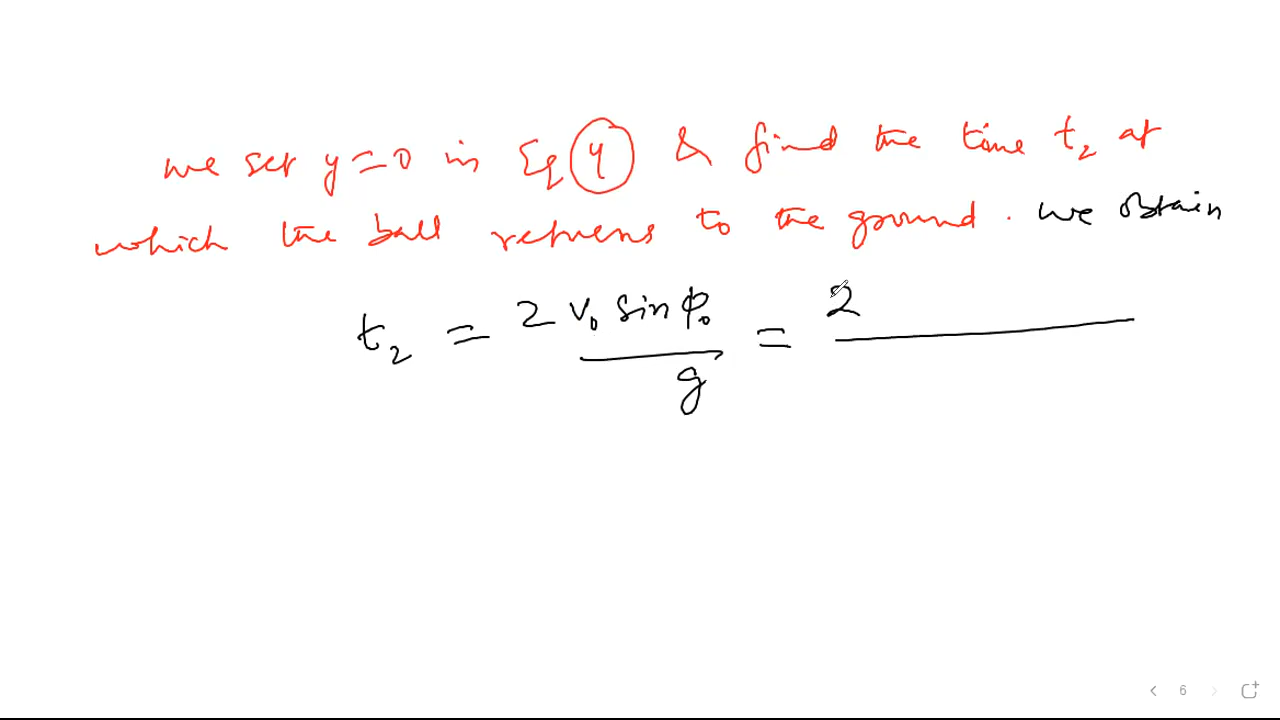 we set y=0 in Eq 4 & find the time t₂ at
which the ball returns to the ground. we obtain
t₂ = 2 v₀ sin φ₀ / g = 2
6